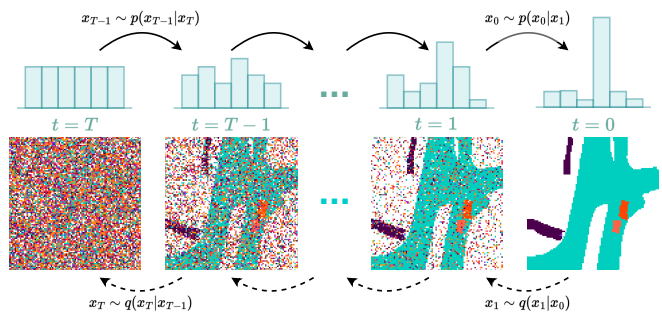 x_{T−1} ∼ p(x_{T−1}|x_T)
x_0 ∼ p(x_0|x_1)
...
t = T
t = T − 1
t = 1
t = 0
...
x_T ∼ q(x_T|x_{T−1})
x_1 ∼ q(x_1|x_0)